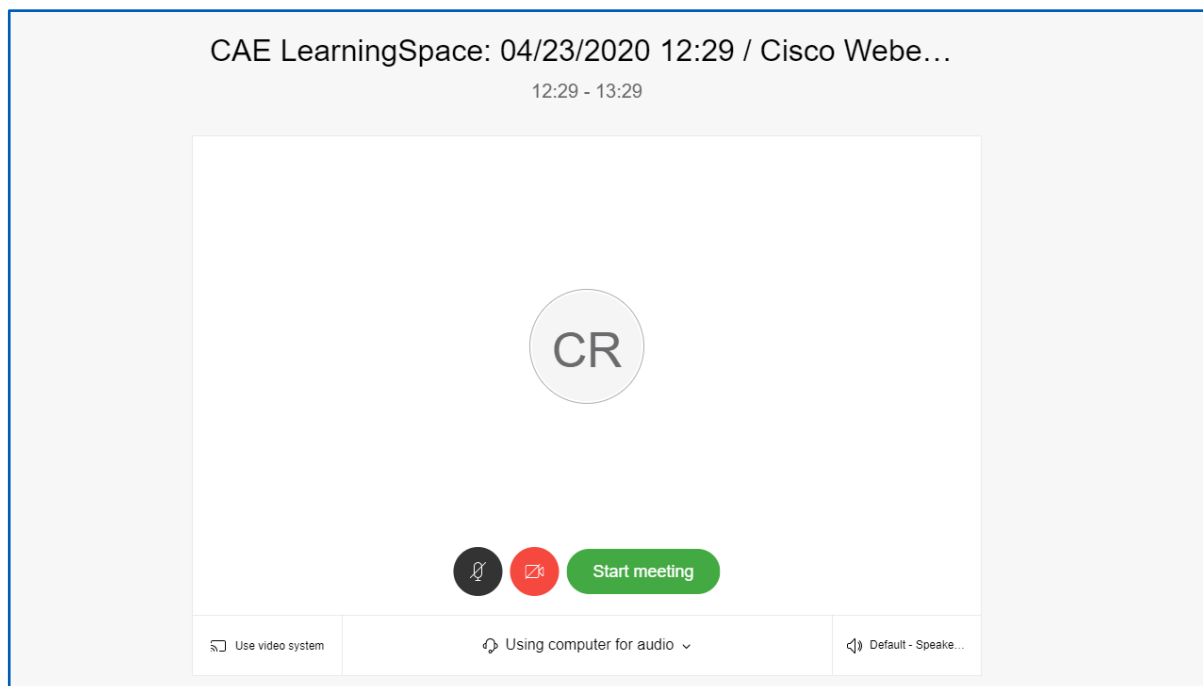 CAE LearningSpace: 04/23/2020 12:29 / Cisco Webe…
12:29 - 13:29
CR
Start meeting
Use video system
Using computer for audio
Default - Speake…